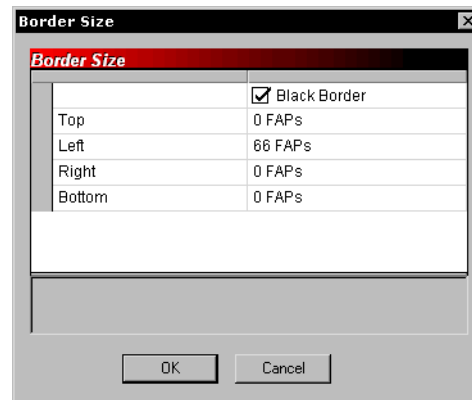 Border Size
Border Size
Black Border
Top 0 FAPs
Left 66 FAPs
Right 0 FAPs
Bottom 0 FAPs
OK Cancel